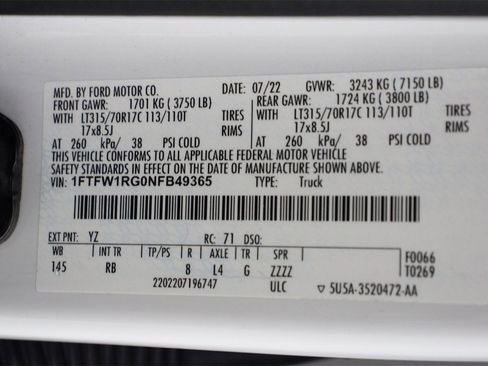 MFD. BY FORD MOTOR CO. DATE: 07/22 GVWR: 3243 KG ( 7150 LB)
FRONT GAWR: 1701 KG ( 3750 LB) REAR GAWR: 1724 KG ( 3800 LB)
LT315/70R17C 113/110T TIRES LT315/70R17C 113/110T TIRES
17x8.5J RIMS 17x8.5J RIMS
AT 260 kPa/ 38 PSI COLD AT 260 kPa/ 38 PSI COLD
THIS VEHICLE CONFORMS TO ALL APPLICABLE FEDERAL MOTOR VEHICLE
SAFETY STANDARDS IN EFFECT ON THE DATE OF MANUFACTURE SHOWN ABOVE.
VIN: 1FTFW1RG0NFB49365 TYPE: Truck
EXT PNT: YZ RC: 71 DSO:
WB INT TR TP/PS R AXLE TR SPR F0066
145 RB 8 L4 G ZZZZ T0269
2202207196747 ULC ▽ 5U5A-3520472-AA